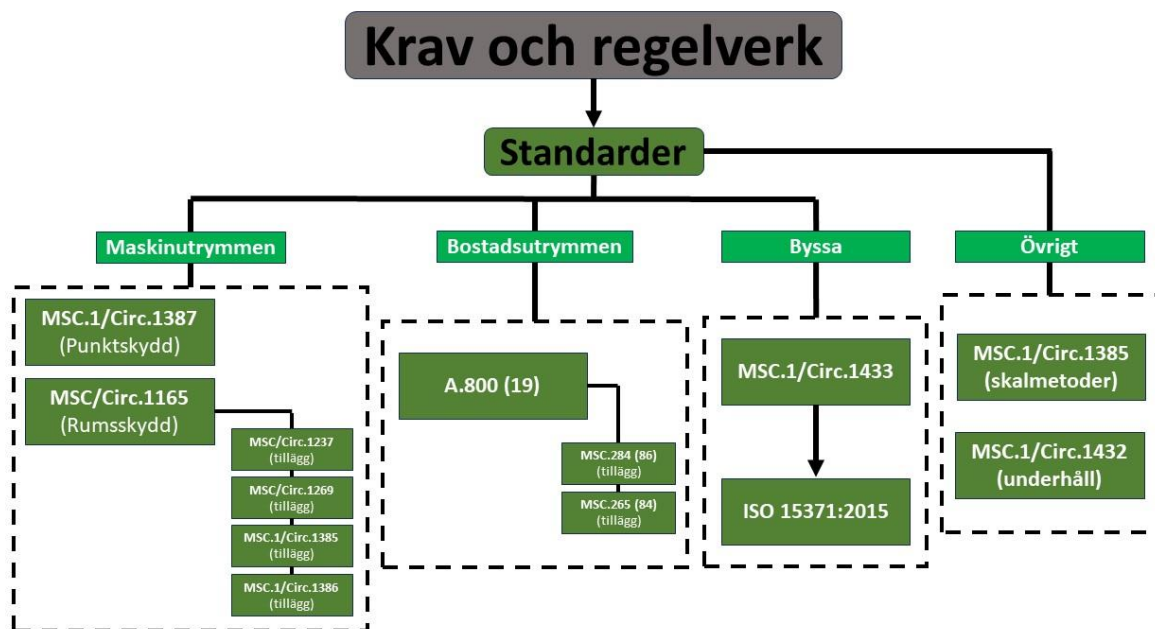 Krav och regelverk
Standarder
Maskinutrymmen
MSC.1/Circ.1387
(Punktskydd)
MSC/Circ.1165
(Rumsskydd)
MSC/Circ.1237
(tillägg)
MSC/Circ.1269
(tillägg)
MSC.1/Circ.1385
(tillägg)
MSC.1/Circ.1386
(tillägg)
Bostadsutrymmen
A.800 (19)
MSC.284 (86)
(tillägg)
MSC.265 (84)
(tillägg)
Byssa
MSC.1/Circ.1433
ISO 15371:2015
Övrigt
MSC.1/Circ.1385
(skalmetoder)
MSC.1/Circ.1432
(underhåll)